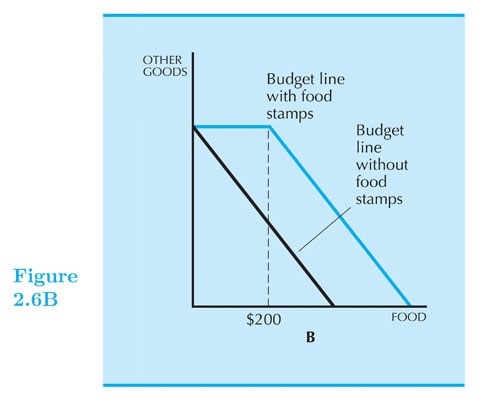 OTHER
GOODS
Budget line
with food
stamps
Budget
line
without
food
stamps
Figure
2.6B
$200
FOOD
B